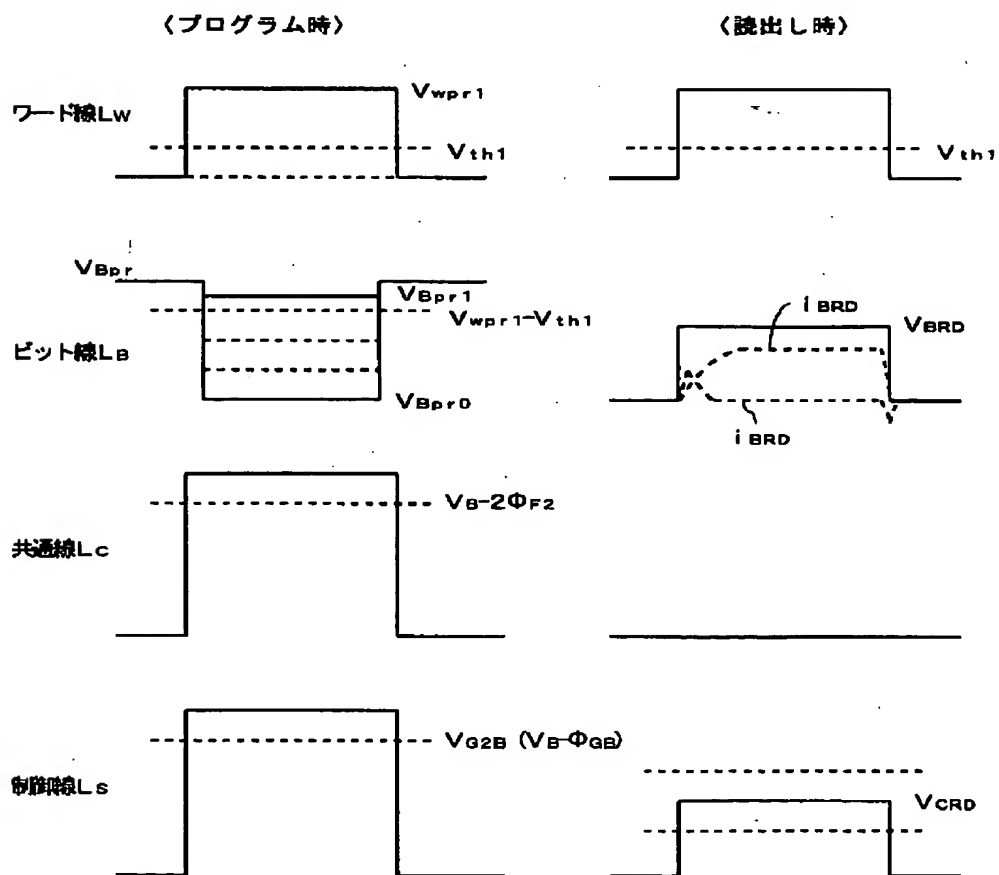 〈プログラム時〉
〈読出し時〉
ワード線Lw
Vwpr1
Vth1
Vth1
ビット線LB
VBpr
VBpr1
Vwpr1-Vth1
VBpr0
i BRD
VBRD
i BRD
共通線Lc
VB-2ΦF2
制御線Ls
VG2B (VB-ΦGB)
VCRD